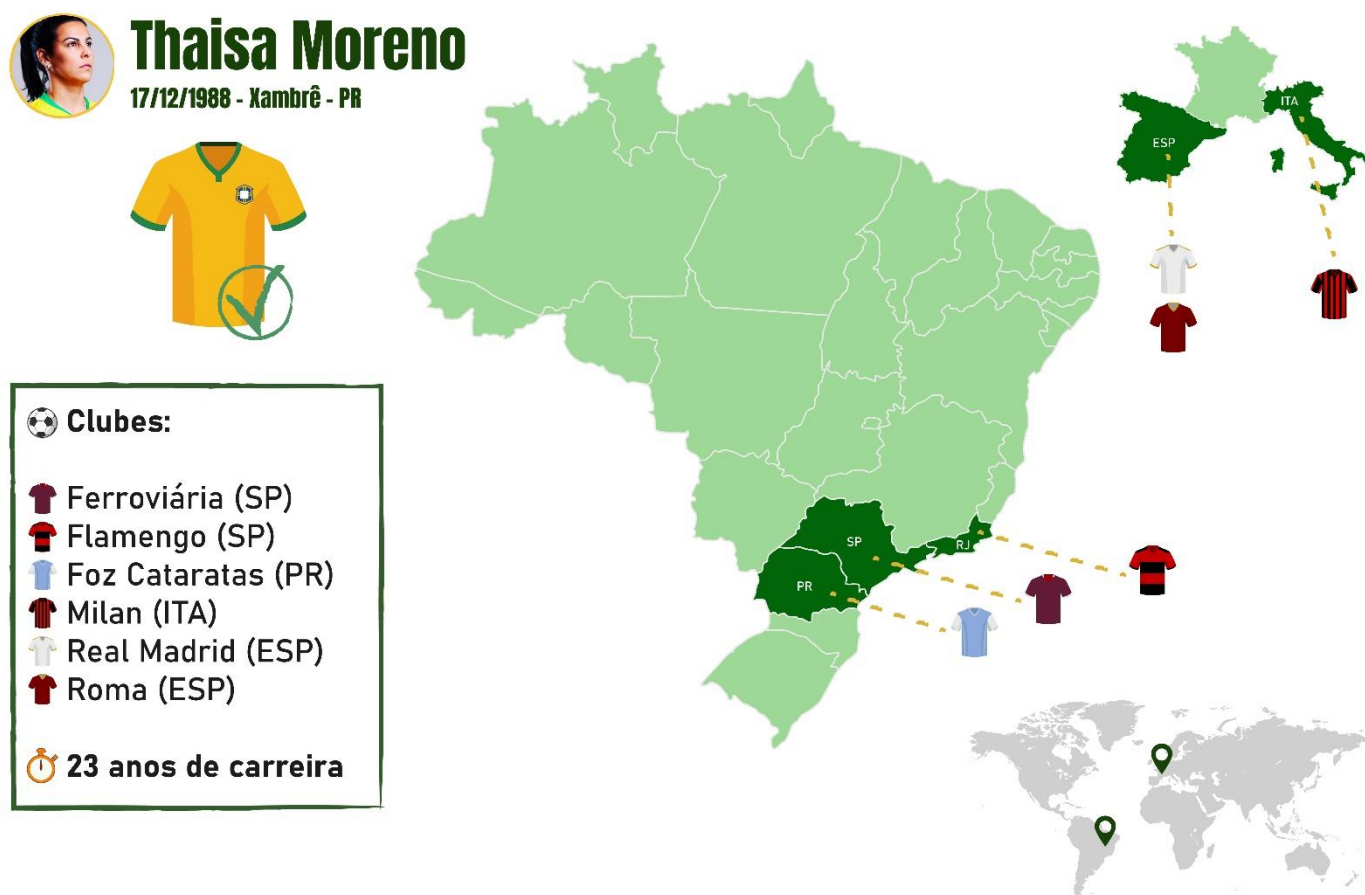 Thaisa Moreno
17/12/1988 - Xambrê - PR
Clubes:
Ferroviária (SP)
Flamengo (SP)
Foz Cataratas (PR)
Milan (ITA)
Real Madrid (ESP)
Roma (ESP)
23 anos de carreira
SP
RJ
PR
ESP
ITA